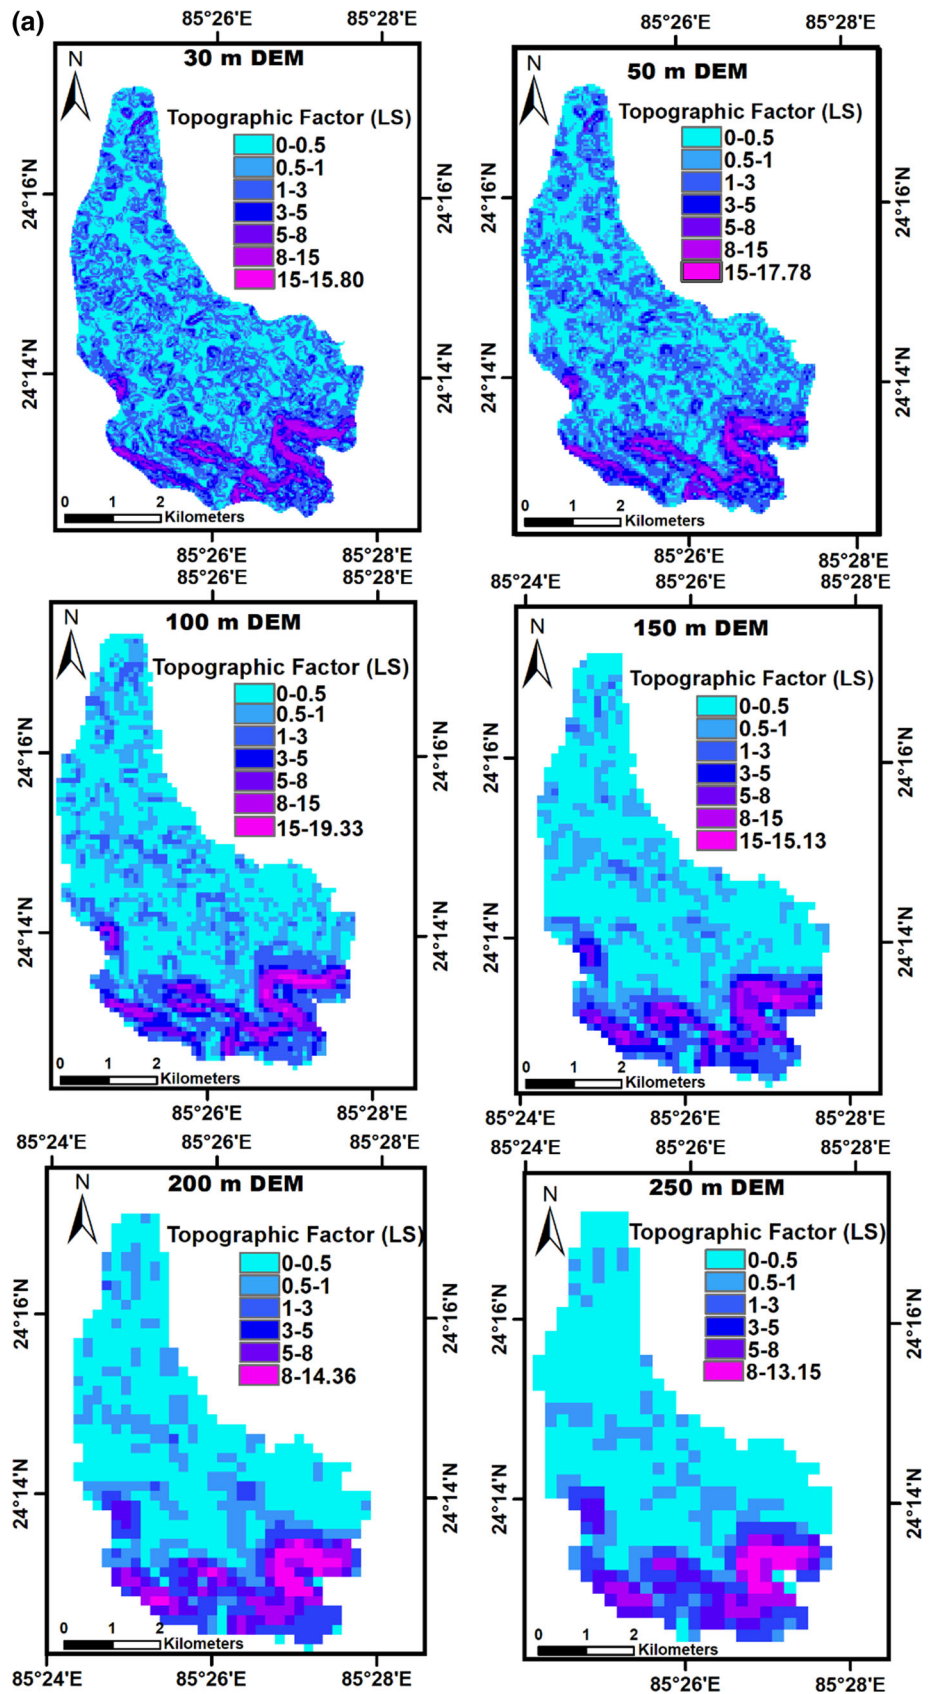 (a)
85°26'E 85°28'E
30 m DEM
N
Topographic Factor (LS)
0-0.5
0.5-1
1-3
3-5
5-8
8-15
15-15.80
24°16'N
24°16'N
24°14'N
24°14'N
0 1 2
Kilometers
85°26'E 85°28'E
85°26'E 85°28'E
50 m DEM
N
Topographic Factor (LS)
0-0.5
0.5-1
1-3
3-5
5-8
8-15
15-17.78
24°16'N
24°16'N
24°14'N
24°14'N
0 1 2
Kilometers
85°26'E 85°28'E
85°26'E 85°28'E
100 m DEM
N
Topographic Factor (LS)
0-0.5
0.5-1
1-3
3-5
5-8
8-15
15-19.33
24°16'N
24°16'N
24°14'N
24°14'N
0 1 2
Kilometers
85°26'E 85°28'E
85°24'E 85°26'E 85°28'E
150 m DEM
N
Topographic Factor (LS)
0-0.5
0.5-1
1-3
3-5
5-8
8-15
15-15.13
24°16'N
24°16'N
24°14'N
24°14'N
0 1 2
Kilometers
85°24'E 85°26'E 85°28'E
85°24'E 85°26'E 85°28'E
200 m DEM
N
Topographic Factor (LS)
0-0.5
0.5-1
1-3
3-5
5-8
8-14.36
24°16'N
24°16'N
24°14'N
24°14'N
0 1 2
Kilometers
85°24'E 85°26'E 85°28'E
85°24'E 85°26'E 85°28'E
250 m DEM
N
Topographic Factor (LS)
0-0.5
0.5-1
1-3
3-5
5-8
8-13.15
24°16'N
24°16'N
24°14'N
24°14'N
0 1 2
Kilometers
85°26'E 85°28'E